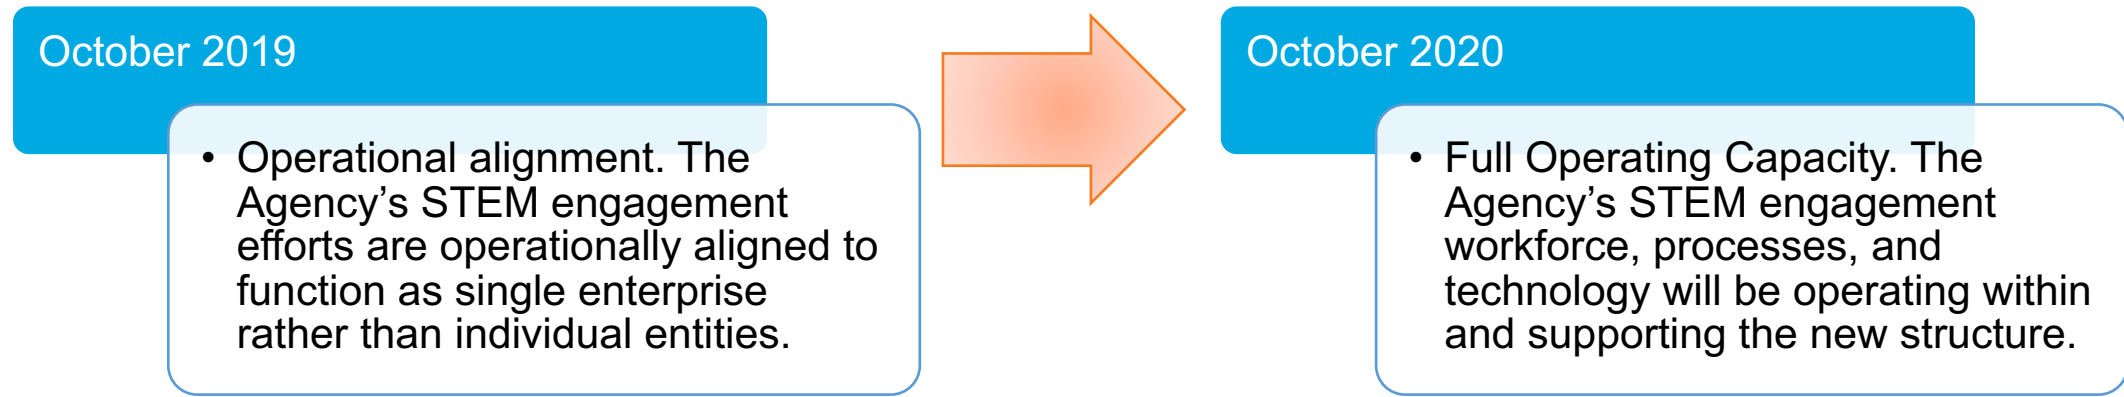 October 2019
• Operational alignment. The
Agency’s STEM engagement
efforts are operationally aligned to
function as single enterprise
rather than individual entities.
October 2020
• Full Operating Capacity. The
Agency’s STEM engagement
workforce, processes, and
technology will be operating within
and supporting the new structure.